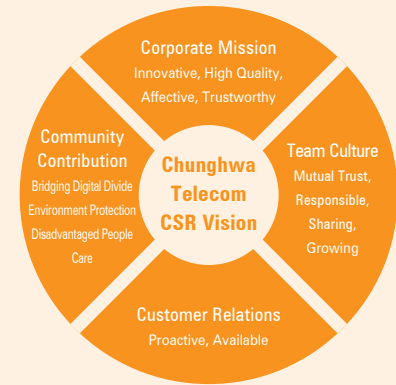 Corporate Mission
Innovative, High Quality,
Affective, Trustworthy
Community
Contribution
Bridging Digital Divide
Environment Protection
Disadvantaged People
Care
Chunghwa
Telecom
CSR Vision
Team Culture
Mutual Trust,
Responsible,
Sharing,
Growing
Customer Relations
Proactive, Available